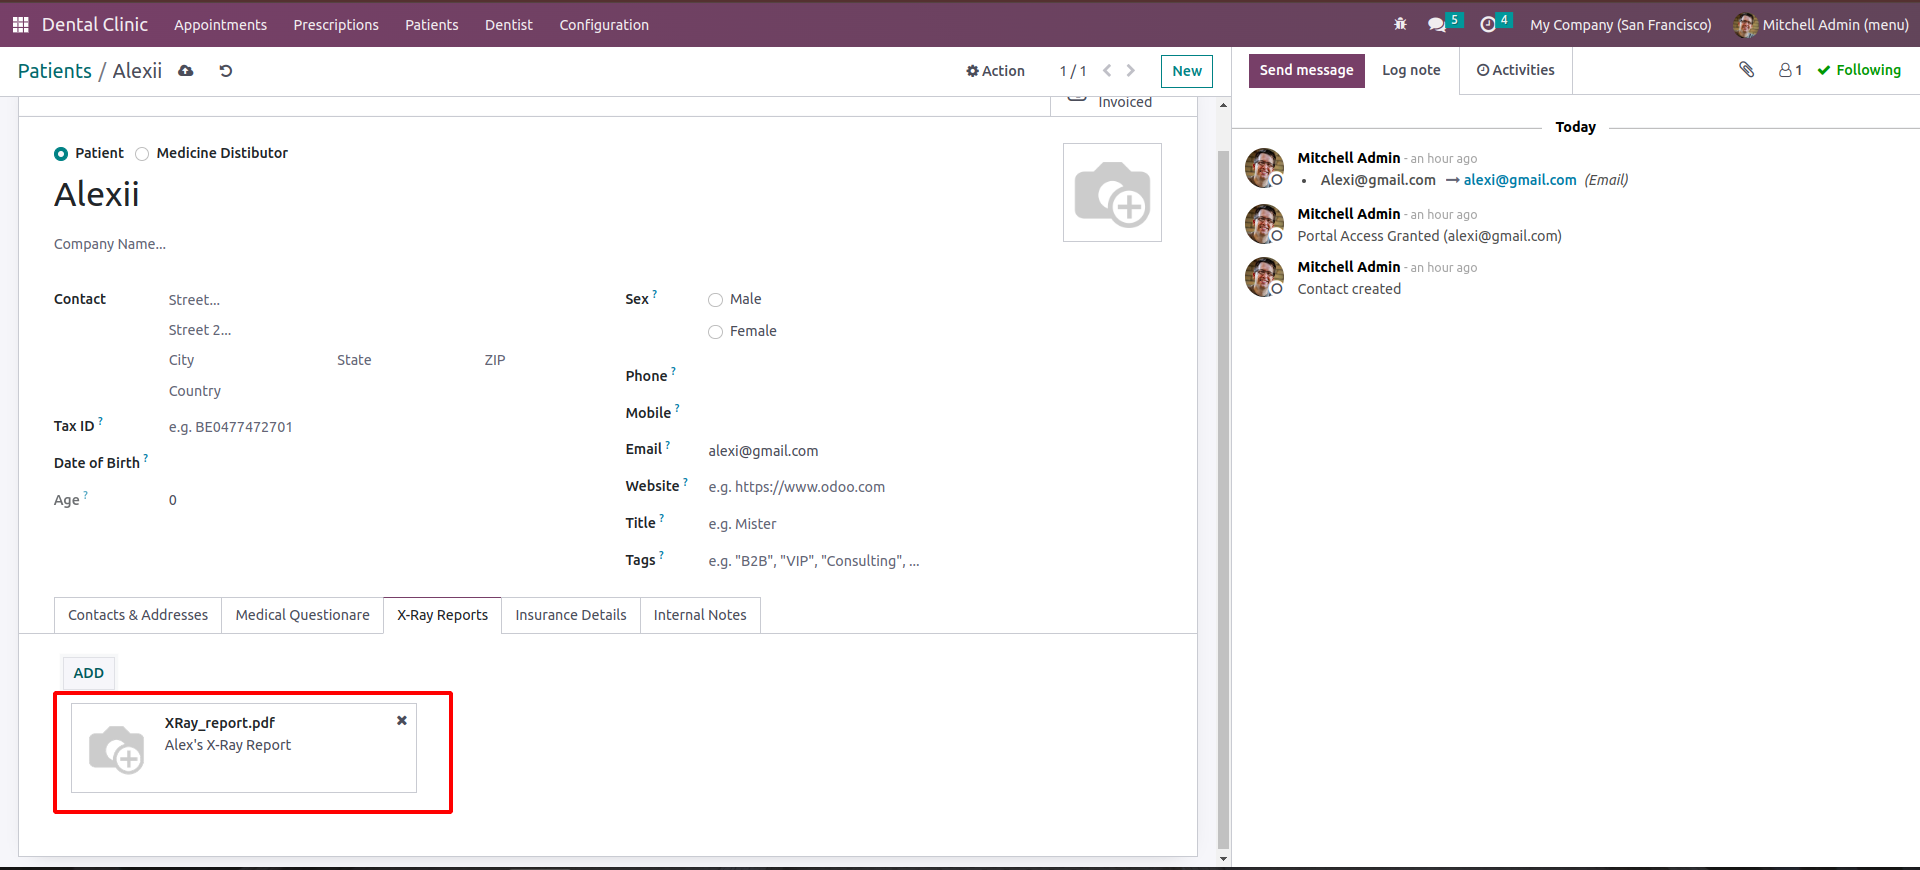 Dental Clinic Appointments Prescriptions Patients Dentist Configuration 5 4 My Company (San Francisco) Mitchell Admin (menu)
Patients / Alexii Action 1 / 1 New
Invoiced
Patient Medicine Distibutor
Alexii
Company Name...
Contact
Street...
Street 2...
City State ZIP
Country
Tax ID ? e.g. BE0477472701
Date of Birth ?
Age ? 0
Sex ? Male
Female
Phone ?
Mobile ?
Email ? alexi@gmail.com
Website ? e.g. https://www.odoo.com
Title ? e.g. Mister
Tags ? e.g. "B2B", "VIP", "Consulting", ...
Contacts & Addresses Medical Questionare X-Ray Reports Insurance Details Internal Notes
ADD
XRay_report.pdf
Alex's X-Ray Report
Send message Log note Activities 1 Following
Today
Mitchell Admin - an hour ago
• Alexi@gmail.com → alexi@gmail.com (Email)
Mitchell Admin - an hour ago
Portal Access Granted (alexi@gmail.com)
Mitchell Admin - an hour ago
Contact created